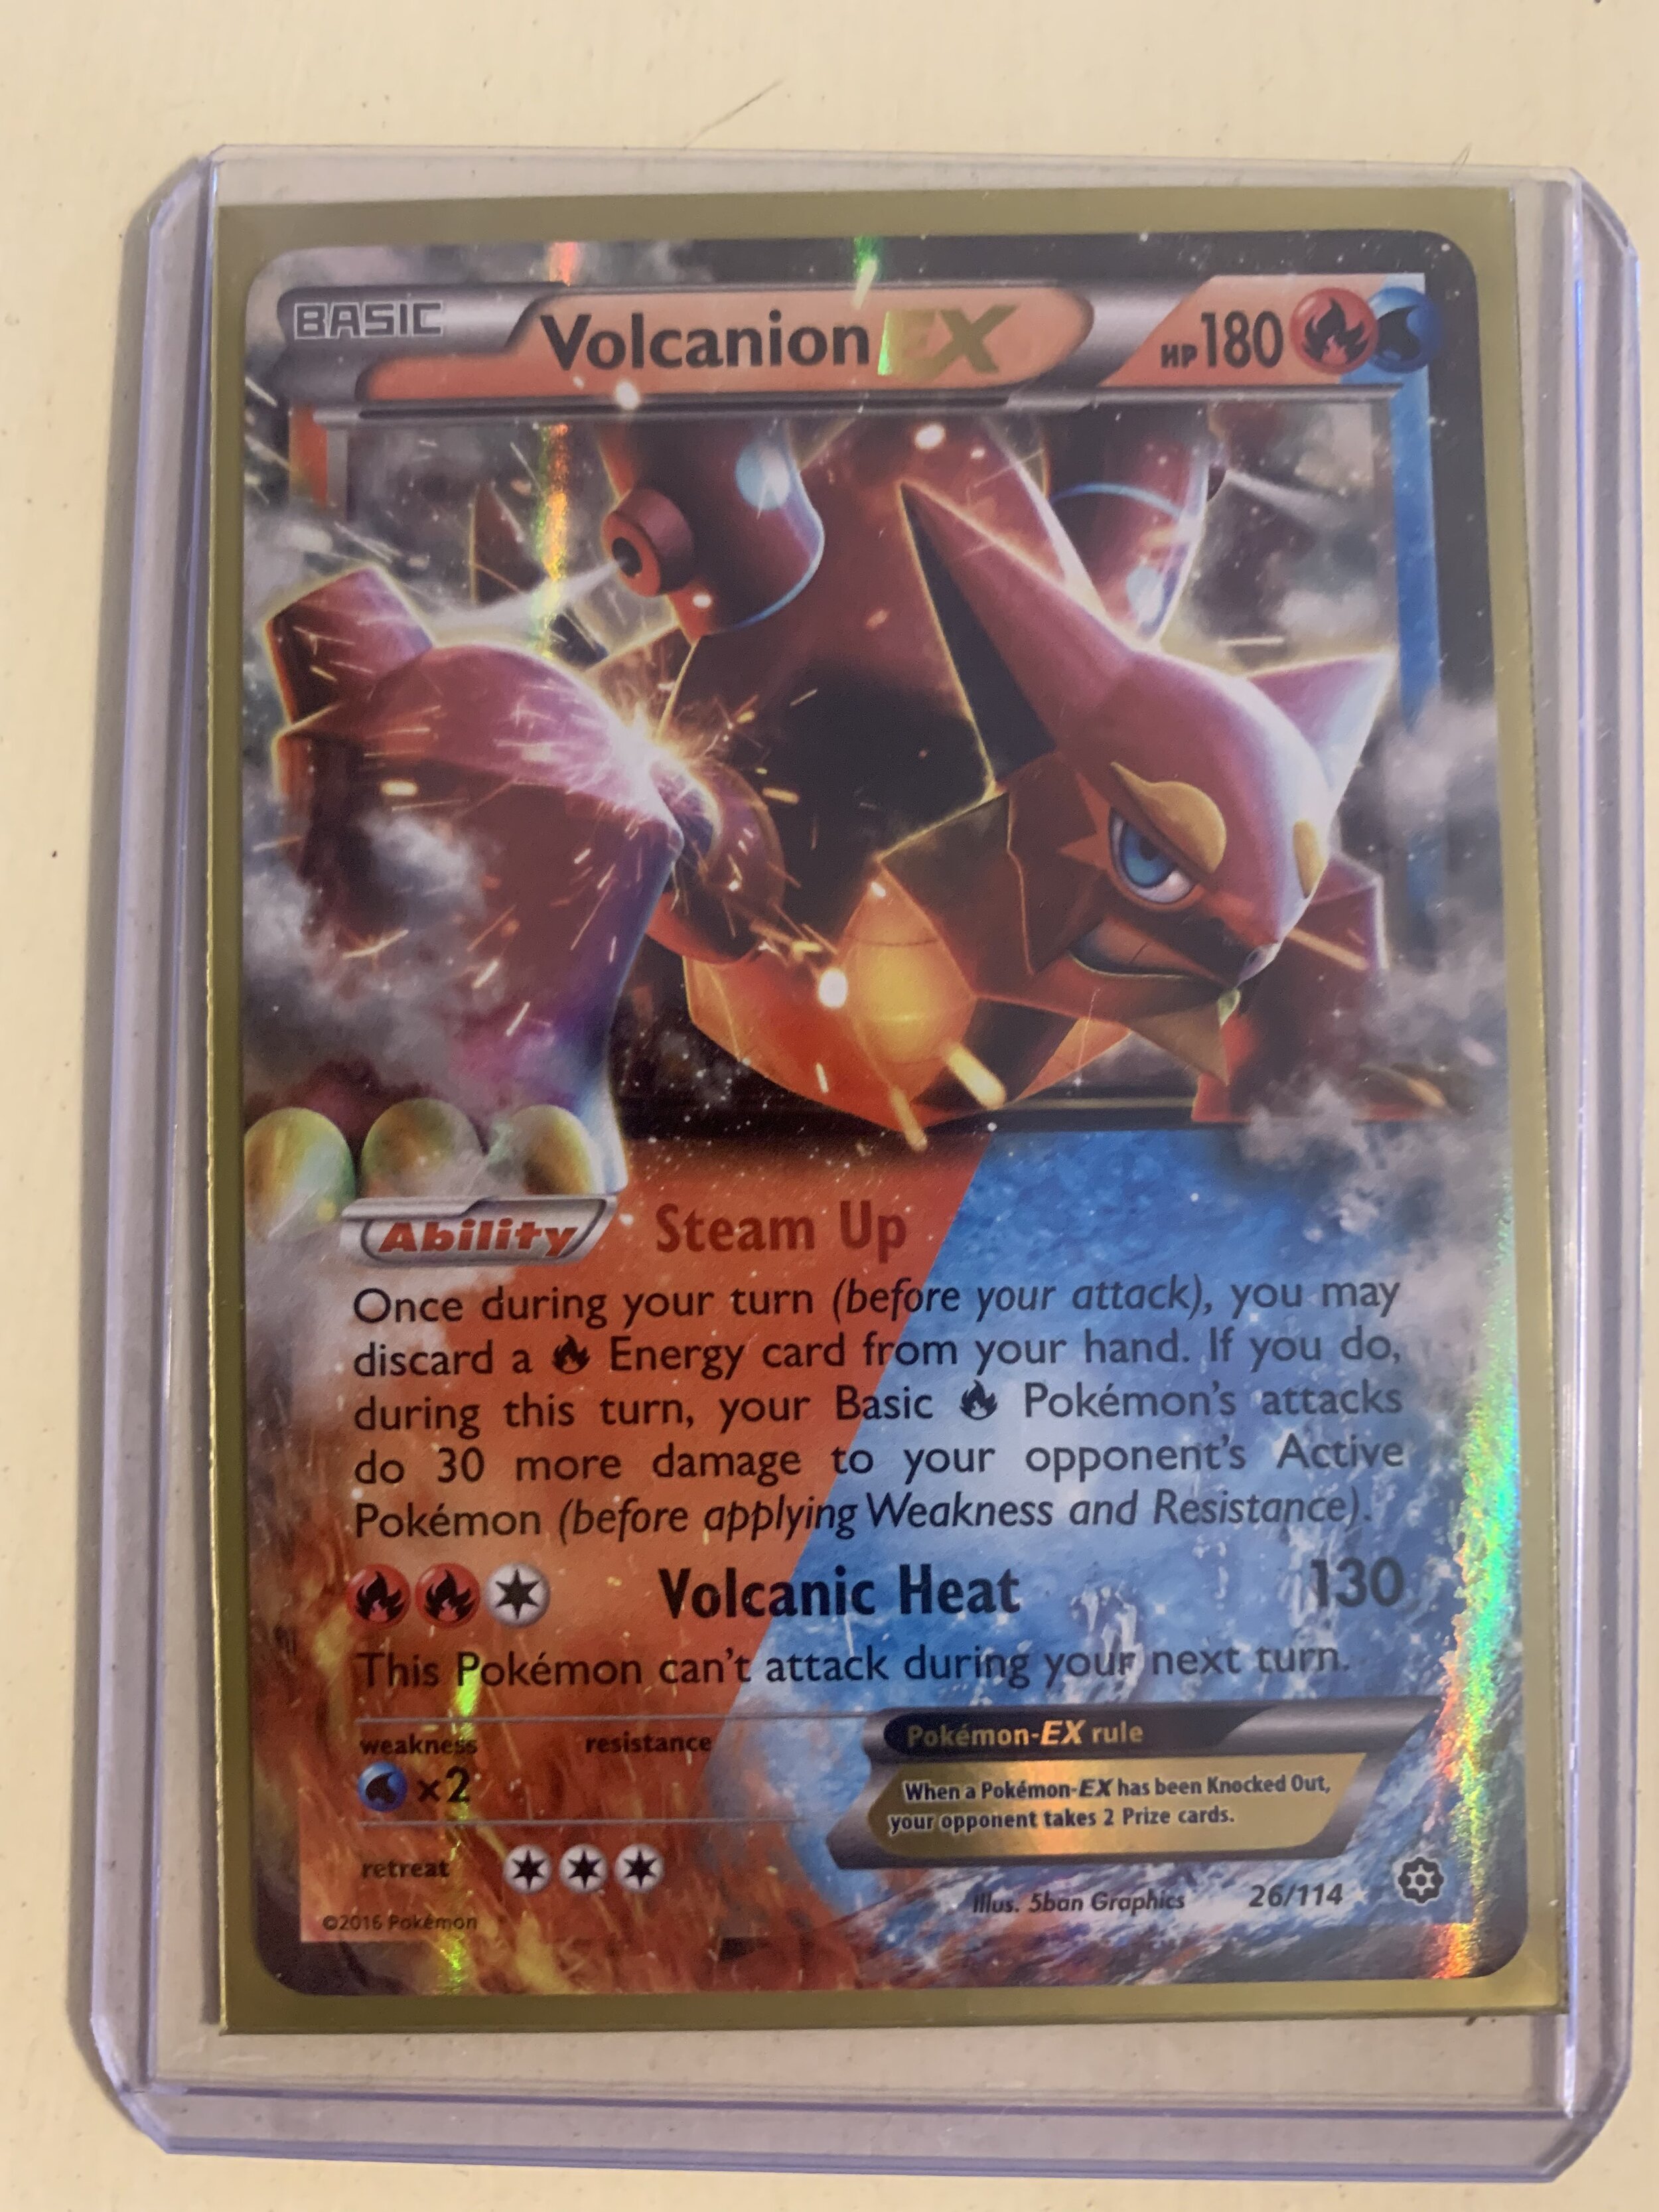 BASIC
Volcanion EX
HP 180
Ability Steam Up
Once during your turn (before your attack), you may
discard a Energy card from your hand. If you do,
during this turn, your Basic Pokémon's attacks
do 30 more damage to your opponent's Active
Pokémon (before applying Weakness and Resistance).
Volcanic Heat 130
This Pokémon can't attack during your next turn.
weakness resistance
×2
Pokémon-EX rule
When a Pokémon-EX has been Knocked Out,
your opponent takes 2 Prize cards.
retreat
Illus. 5ban Graphics 26/114
©2016 Pokémon